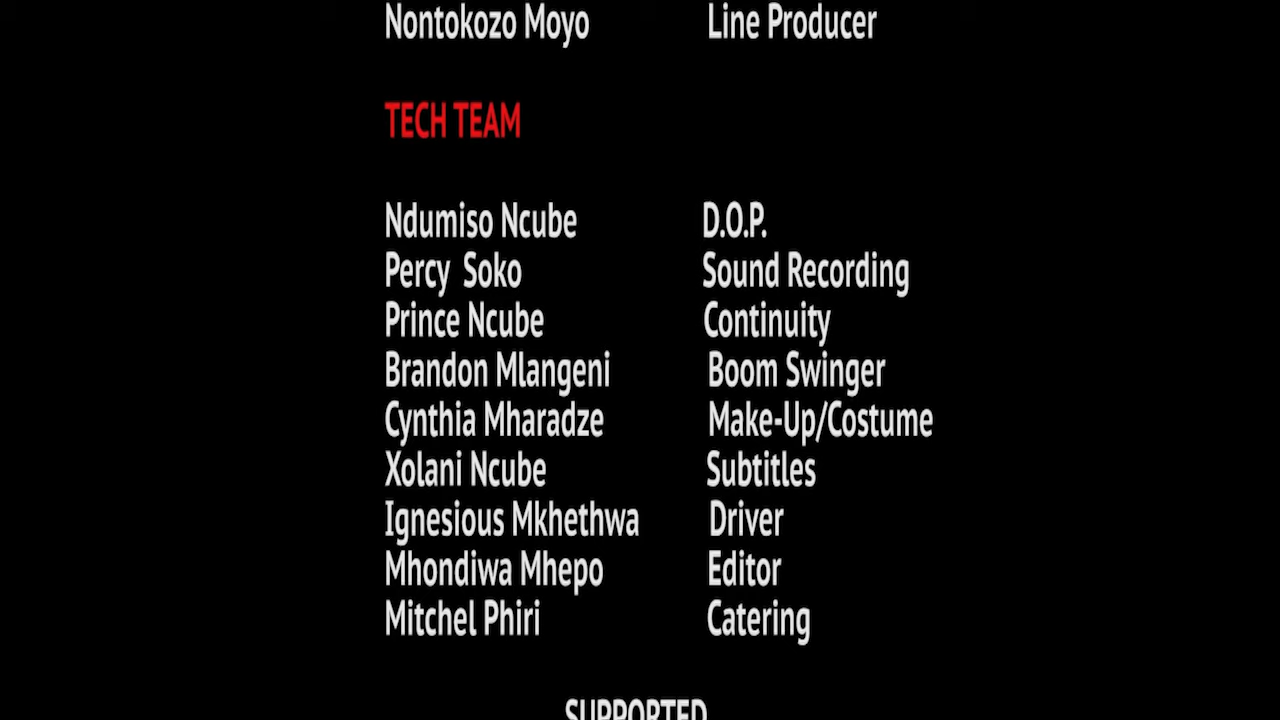 Nontokozo Moyo Line Producer
TECH TEAM
Ndumiso Ncube D.O.P.
Percy Soko Sound Recording
Prince Ncube Continuity
Brandon Mlangeni Boom Swinger
Cynthia Mharadze Make-Up/Costume
Xolani Ncube Subtitles
Ignesious Mkhethwa Driver
Mhondiwa Mhepo Editor
Mitchel Phiri Catering
SUPPORTED